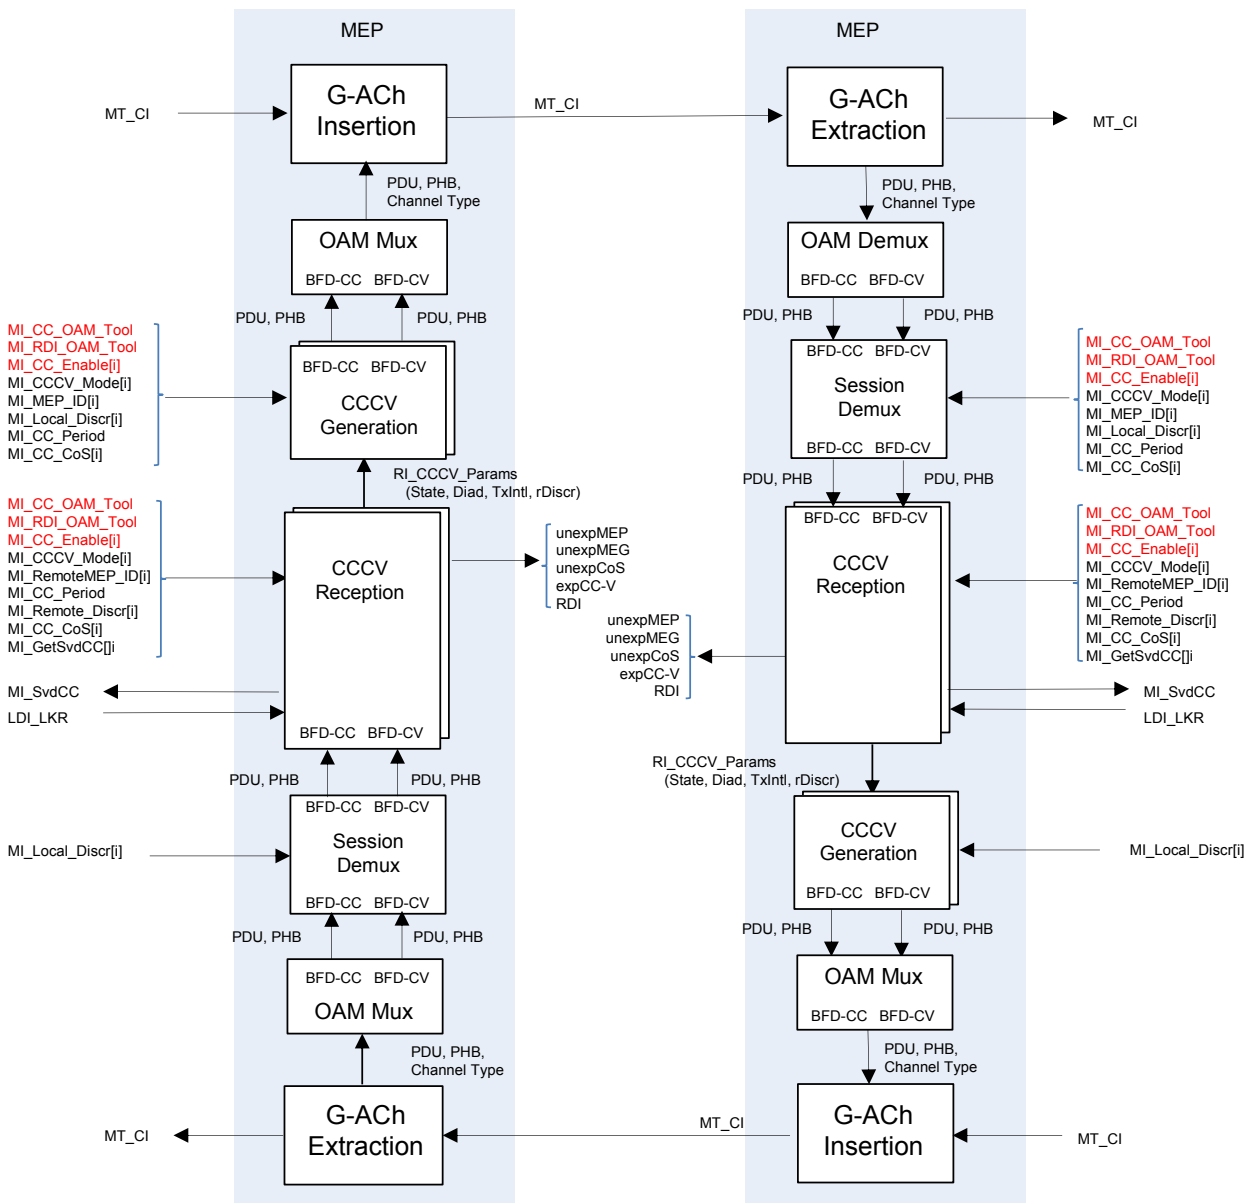 MEP
MEP
G-ACh
Insertion
G-ACh
Extraction
MT_CI
MT_CI
MT_CI
PDU, PHB,
Channel Type
PDU, PHB,
Channel Type
OAM Mux
BFD-CC BFD-CV
OAM Demux
BFD-CC BFD-CV
PDU, PHB
PDU, PHB
PDU, PHB
PDU, PHB
MI_CC_OAM_Tool
MI_RDI_OAM_Tool
MI_CC_Enable[i]
MI_CCCV_Mode[i]
MI_MEP_ID[i]
MI_Local_Discr[i]
MI_CC_Period
MI_CC_CoS[i]
BFD-CC BFD-CV
CCCV
Generation
BFD-CC BFD-CV
Session
Demux
BFD-CC BFD-CV
MI_CC_OAM_Tool
MI_RDI_OAM_Tool
MI_CC_Enable[i]
MI_CCCV_Mode[i]
MI_MEP_ID[i]
MI_Local_Discr[i]
MI_CC_Period
MI_CC_CoS[i]
RI_CCCV_Params
(State, Diad, TxIntl, rDiscr)
PDU, PHB
PDU, PHB
MI_CC_OAM_Tool
MI_RDI_OAM_Tool
MI_CC_Enable[i]
MI_CCCV_Mode[i]
MI_RemoteMEP_ID[i]
MI_CC_Period
MI_Remote_Discr[i]
MI_CC_CoS[i]
MI_GetSvdCC[]i
CCCV
Reception
unexpMEP
unexpMEG
unexpCoS
expCC-V
RDI
BFD-CC BFD-CV
CCCV
Reception
MI_CC_OAM_Tool
MI_RDI_OAM_Tool
MI_CC_Enable[i]
MI_CCCV_Mode[i]
MI_RemoteMEP_ID[i]
MI_CC_Period
MI_Remote_Discr[i]
MI_CC_CoS[i]
MI_GetSvdCC[]i
unexpMEP
unexpMEG
unexpCoS
expCC-V
RDI
MI_SvdCC
LDI_LKR
MI_SvdCC
LDI_LKR
BFD-CC BFD-CV
PDU, PHB
PDU, PHB
RI_CCCV_Params
(State, Diad, TxIntl, rDiscr)
BFD-CC BFD-CV
Session
Demux
BFD-CC BFD-CV
MI_Local_Discr[i]
CCCV
Generation
BFD-CC BFD-CV
MI_Local_Discr[i]
PDU, PHB
PDU, PHB
PDU, PHB
PDU, PHB
BFD-CC BFD-CV
OAM Mux
OAM Mux
BFD-CC BFD-CV
PDU, PHB,
Channel Type
PDU, PHB,
Channel Type
G-ACh
Extraction
G-ACh
Insertion
MT_CI
MT_CI
MT_CI